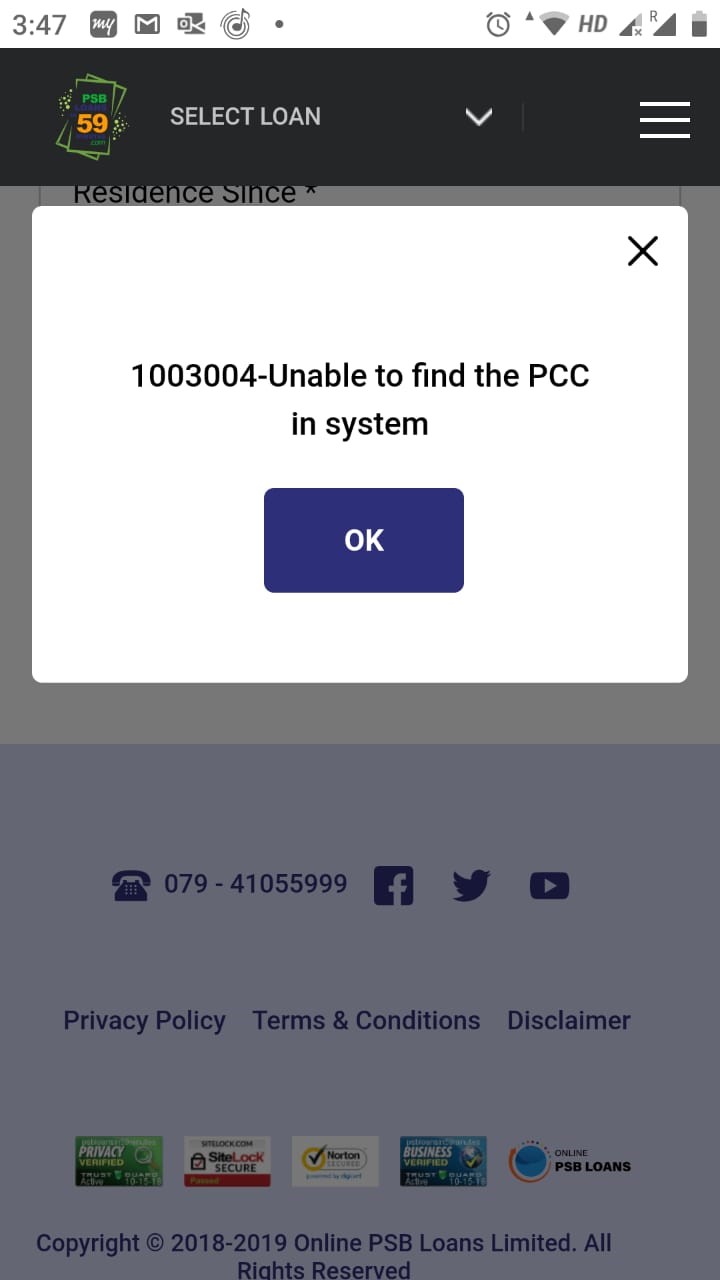 3:47
my
HD
R
PSB
LOANS
59
.com
SELECT LOAN
Residence Since *
1003004-Unable to find the PCC
in system
OK
079 - 41055999
Privacy Policy Terms & Conditions Disclaimer
psbloansin59minutes
PRIVACY
VERIFIED
TRUST GUARD
Active 10-15-18
SITELOCK.COM
SiteLock
SECURE
Passed
Norton
SECURED
powered by digicert
psbloansin59minutes
BUSINESS
VERIFIED
TRUST GUARD
Active 10-15-18
ONLINE
PSB LOANS
Copyright © 2018-2019 Online PSB Loans Limited. All
Rights Reserved